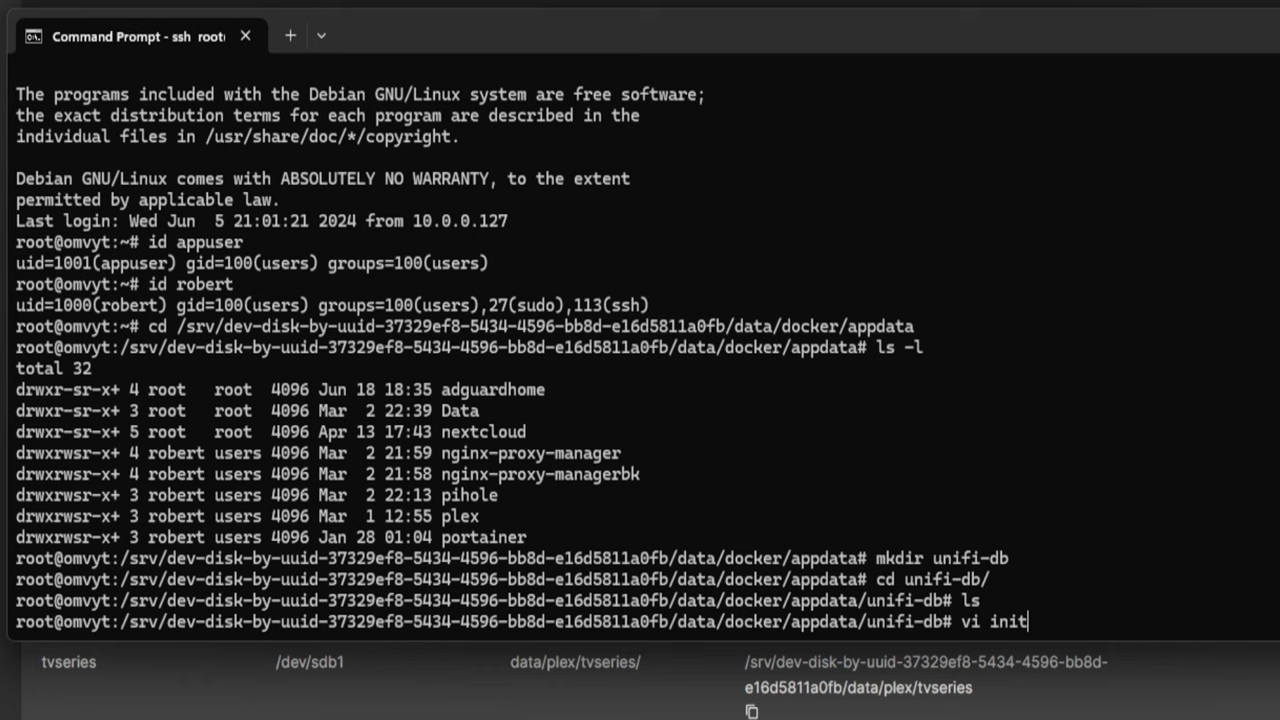 Command Prompt - ssh root(
The programs included with the Debian GNU/Linux system are free software;
the exact distribution terms for each program are described in the
individual files in /usr/share/doc/*/copyright.
Debian GNU/Linux comes with ABSOLUTELY NO WARRANTY, to the extent
permitted by applicable law.
Last login: Wed Jun  5 21:01:21 2024 from 10.0.0.127
root@omvyt:~# id appuser
uid=1001(appuser) gid=100(users) groups=100(users)
root@omvyt:~# id robert
uid=1000(robert) gid=100(users) groups=100(users),27(sudo),113(ssh)
root@omvyt:~# cd /srv/dev-disk-by-uuid-37329ef8-5434-4596-bb8d-e16d5811a0fb/data/docker/appdata
root@omvyt:/srv/dev-disk-by-uuid-37329ef8-5434-4596-bb8d-e16d5811a0fb/data/docker/appdata# ls -l
total 32
drwxr-sr-x+ 4 root   root  4096 Jun 18 18:35 adguardhome
drwxr-sr-x+ 3 root   root  4096 Mar  2 22:39 Data
drwxr-sr-x+ 5 root   root  4096 Apr 13 17:43 nextcloud
drwxrwsr-x+ 4 robert users 4096 Mar  2 21:59 nginx-proxy-manager
drwxrwsr-x+ 4 robert users 4096 Mar  2 21:58 nginx-proxy-managerbk
drwxrwsr-x+ 3 robert users 4096 Mar  2 22:13 pihole
drwxrwsr-x+ 3 robert users 4096 Mar  1 12:55 plex
drwxrwsr-x+ 3 robert users 4096 Jan 28 01:04 portainer
root@omvyt:/srv/dev-disk-by-uuid-37329ef8-5434-4596-bb8d-e16d5811a0fb/data/docker/appdata# mkdir unifi-db
root@omvyt:/srv/dev-disk-by-uuid-37329ef8-5434-4596-bb8d-e16d5811a0fb/data/docker/appdata# cd unifi-db/
root@omvyt:/srv/dev-disk-by-uuid-37329ef8-5434-4596-bb8d-e16d5811a0fb/data/docker/appdata/unifi-db# ls
root@omvyt:/srv/dev-disk-by-uuid-37329ef8-5434-4596-bb8d-e16d5811a0fb/data/docker/appdata/unifi-db# vi init
tvseries /dev/sdb1 data/plex/tvseries/ /srv/dev-disk-by-uuid-37329ef8-5434-4596-bb8d-
e16d5811a0fb/data/plex/tvseries